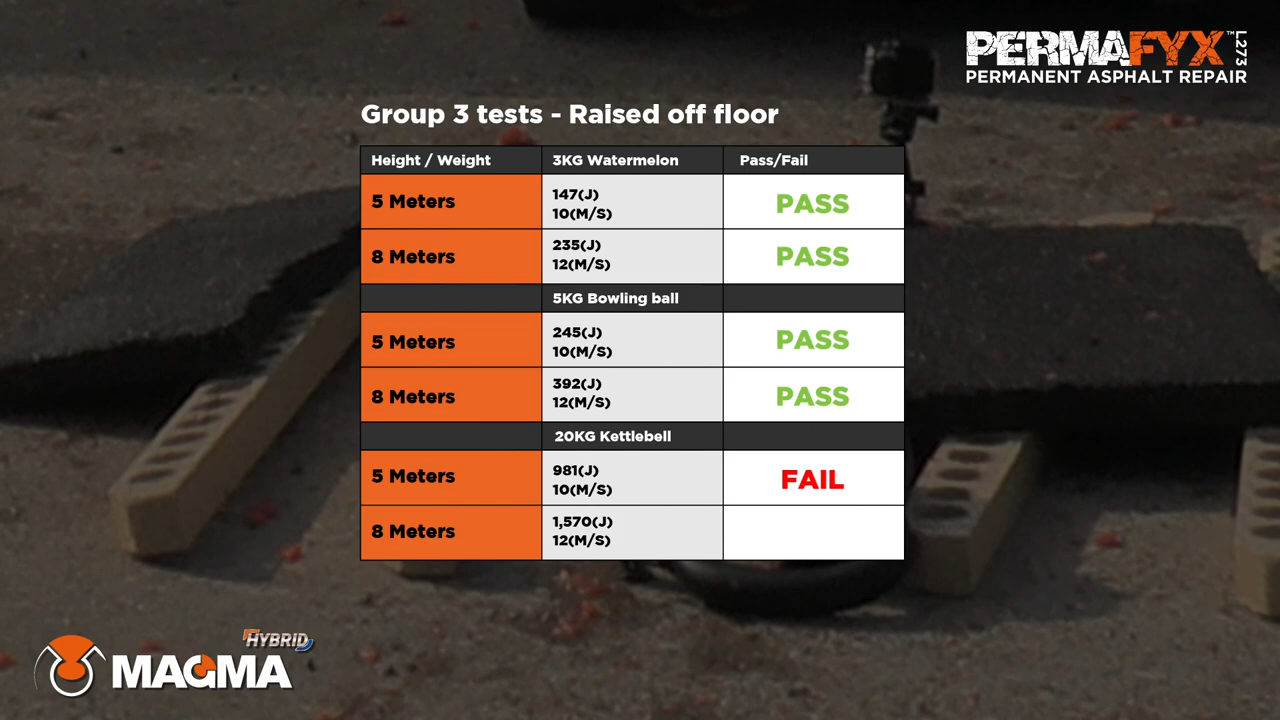 PERMAFYX™ L273
PERMANENT ASPHALT REPAIR
Group 3 tests - Raised off floor
Height / Weight 3KG Watermelon Pass/Fail
5 Meters 147(J) PASS
10(M/S)
8 Meters 235(J) PASS
12(M/S)
5KG Bowling ball
5 Meters 245(J) PASS
10(M/S)
8 Meters 392(J) PASS
12(M/S)
20KG Kettlebell
5 Meters 981(J) FAIL
10(M/S)
8 Meters 1,570(J)
12(M/S)
HYBRID
MAGMA